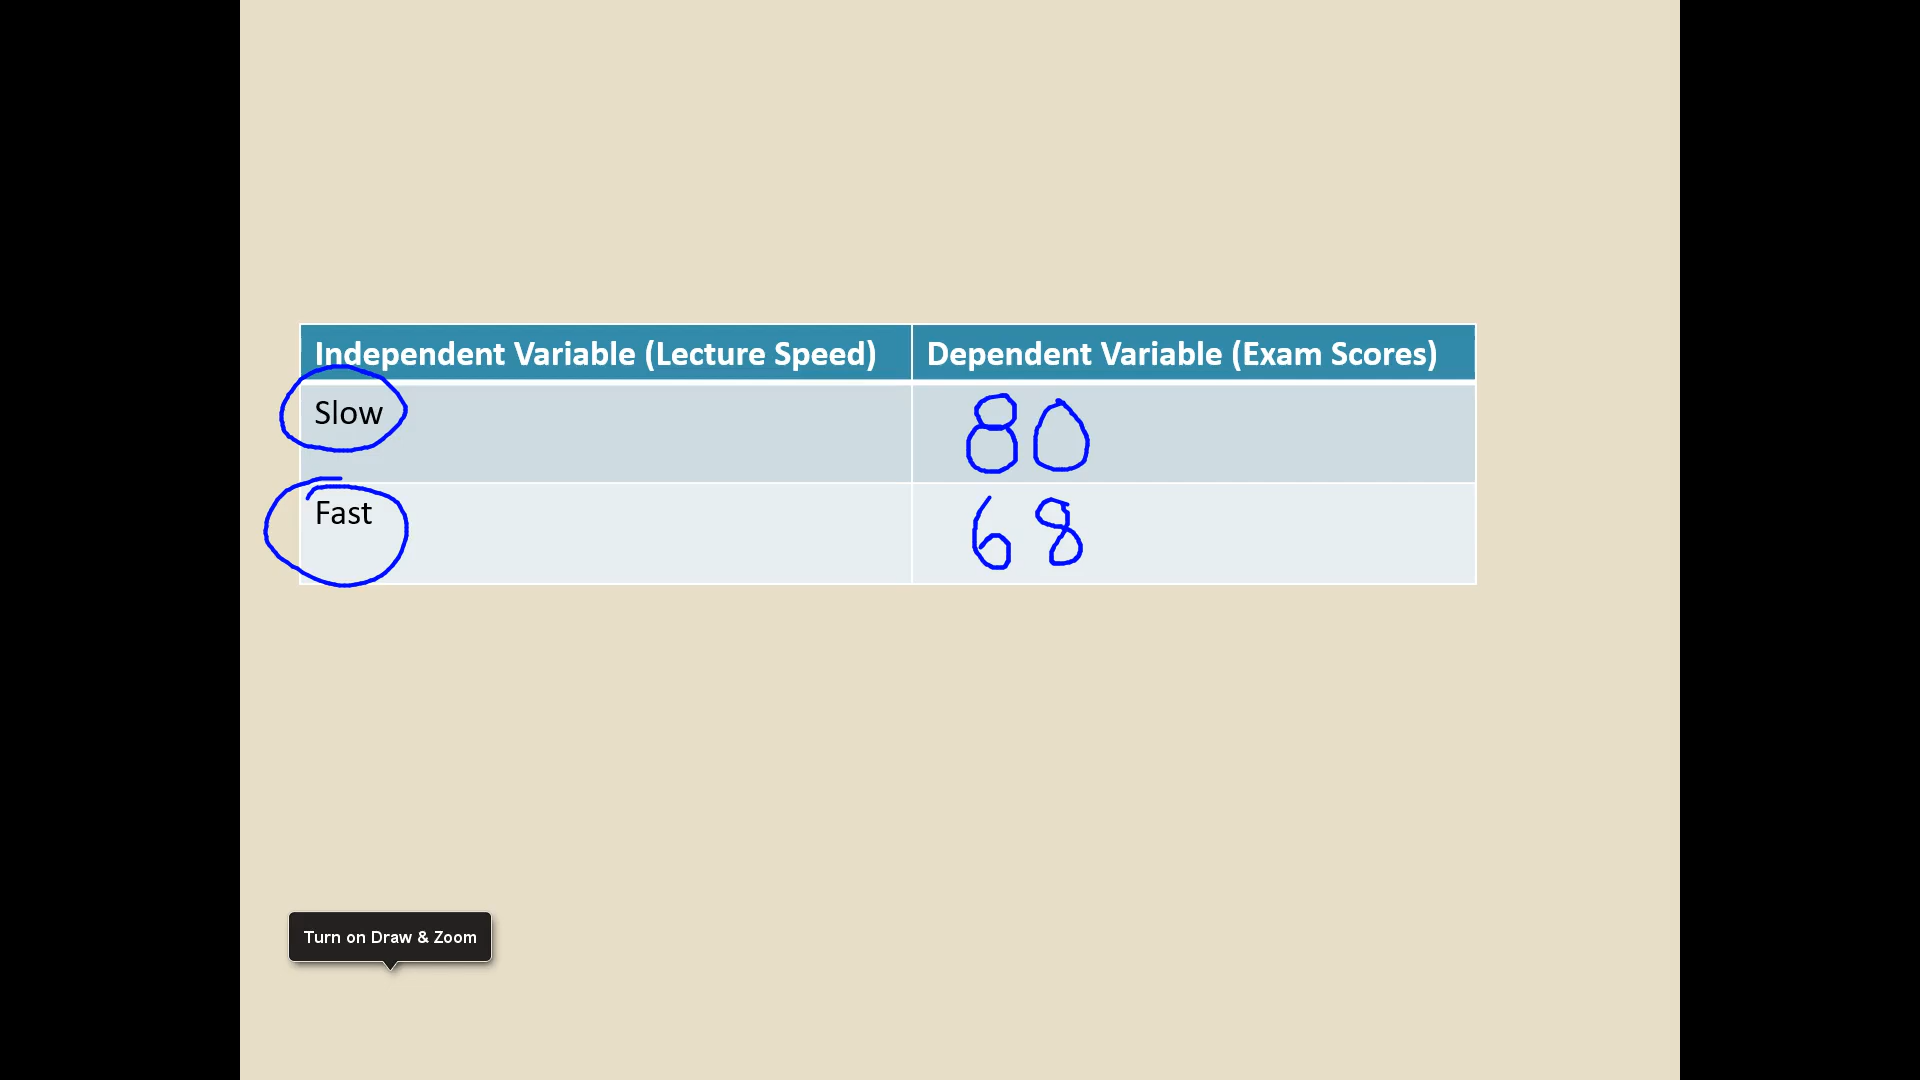 Independent Variable (Lecture Speed) Dependent Variable (Exam Scores)
Slow 80
Fast 68
Turn on Draw & Zoom